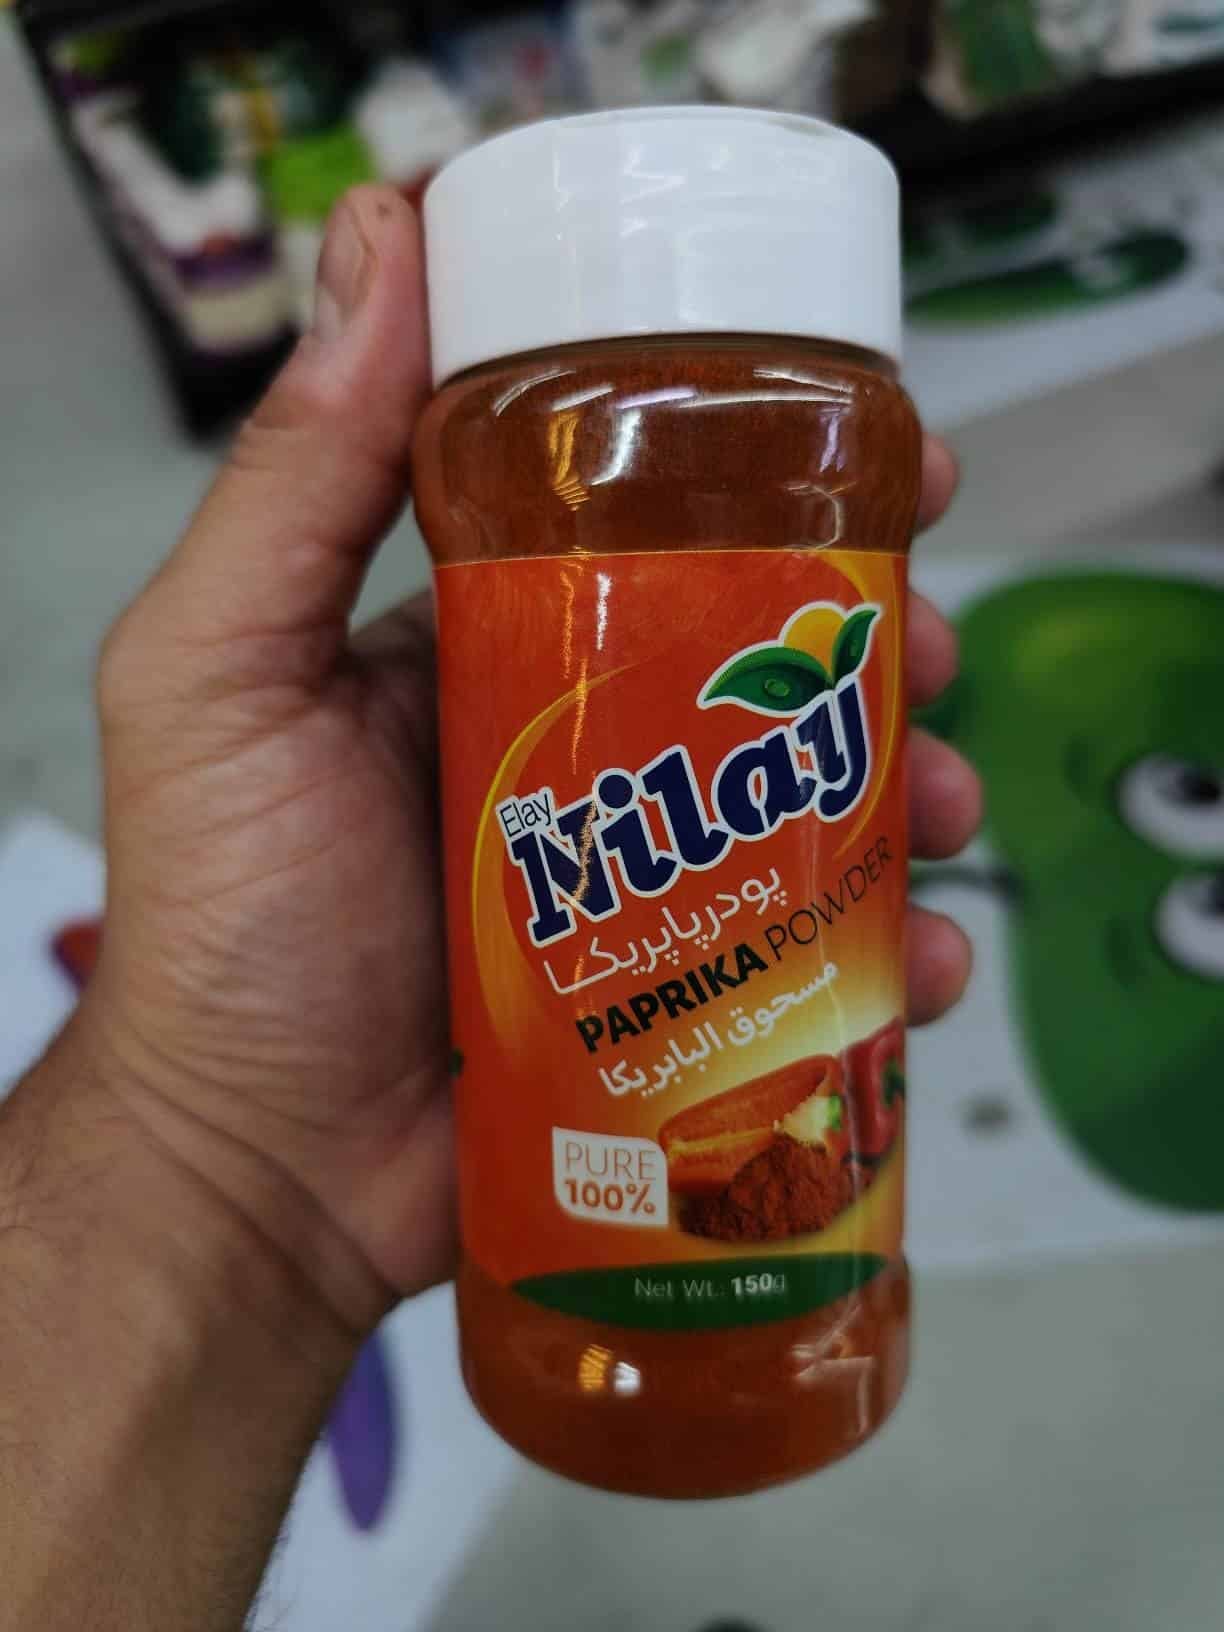 Elay
Nilay
پودر پاپریکا
PAPRIKA POWDER
مسحوق البابريكا
PURE
100%
Net Wt.: 150g